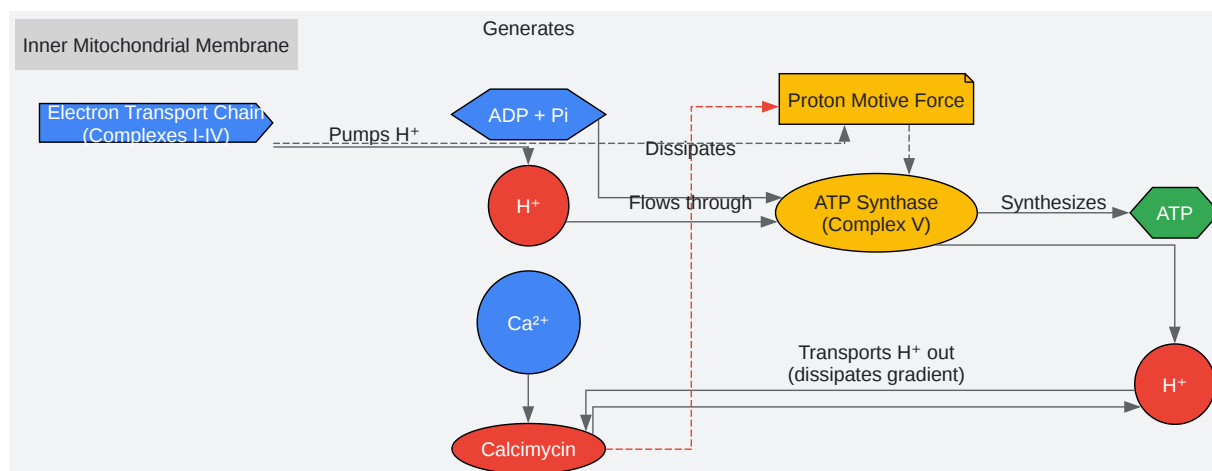 Generates
Inner Mitochondrial Membrane
Electron Transport Chain
(Complexes I-IV)
ADP + Pi
Proton Motive Force
Pumps H⁺
Dissipates
H⁺
Flows through
ATP Synthase
(Complex V)
Synthesizes
ATP
Ca²⁺
Transports H⁺ out
(dissipates gradient)
H⁺
Calcimycin